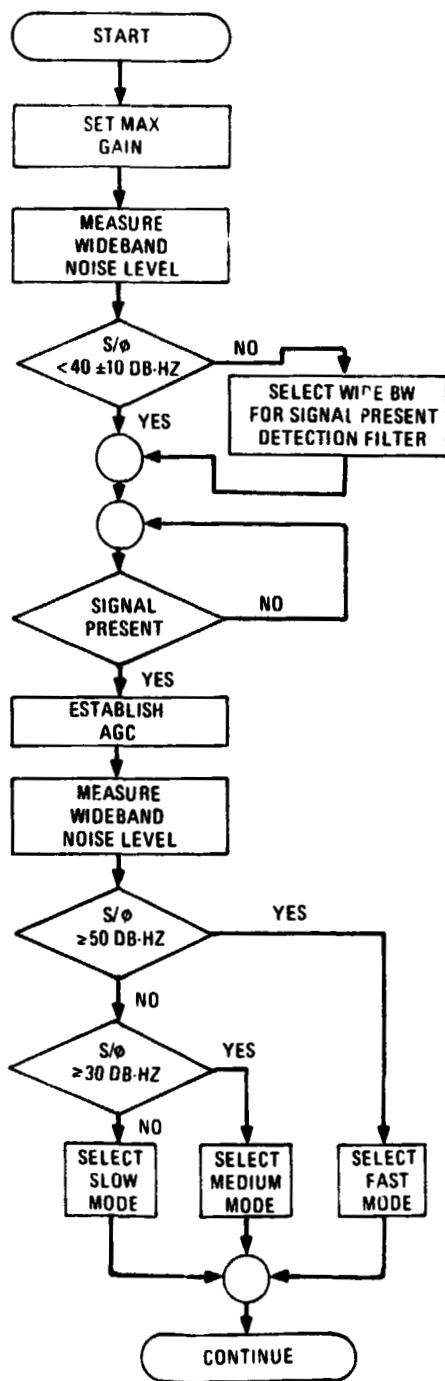 START
SET MAX
GAIN
MEASURE
WIDEBAND
NOISE LEVEL
S/φ
<40 ±10 DB-HZ
NO
SELECT WIDE BW
FOR SIGNAL PRESENT
DETECTION FILTER
YES
SIGNAL
PRESENT
NO
YES
ESTABLISH
AGC
MEASURE
WIDEBAND
NOISE LEVEL
S/φ
≥50 DB-HZ
YES
NO
S/φ
≥30 DB-HZ
YES
NO
SELECT
SLOW
MODE
SELECT
MEDIUM
MODE
SELECT
FAST
MODE
CONTINUE